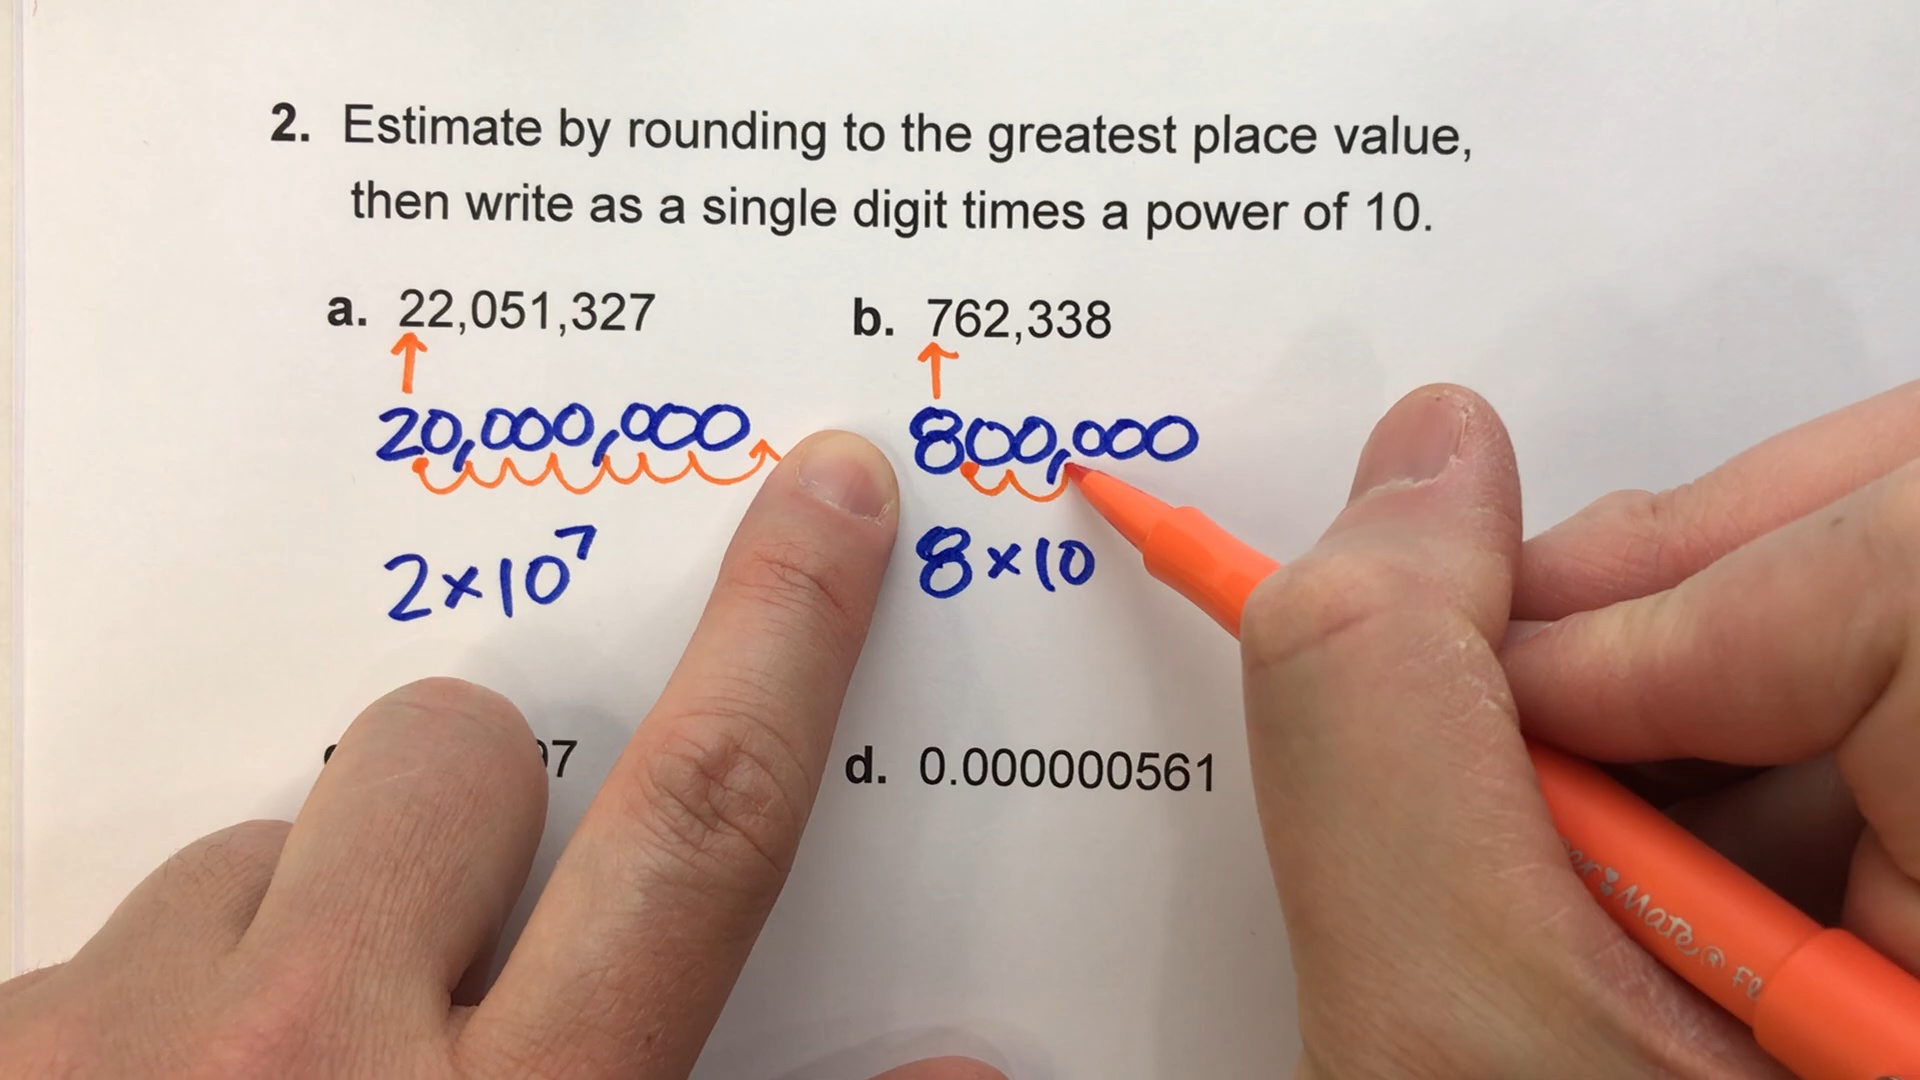 2. Estimate by rounding to the greatest place value,
then write as a single digit times a power of 10.
a. 22,051,327 b. 762,338
20,000,000 800,000
2×10⁷ 8×10
7 d. 0.000000561
Mate